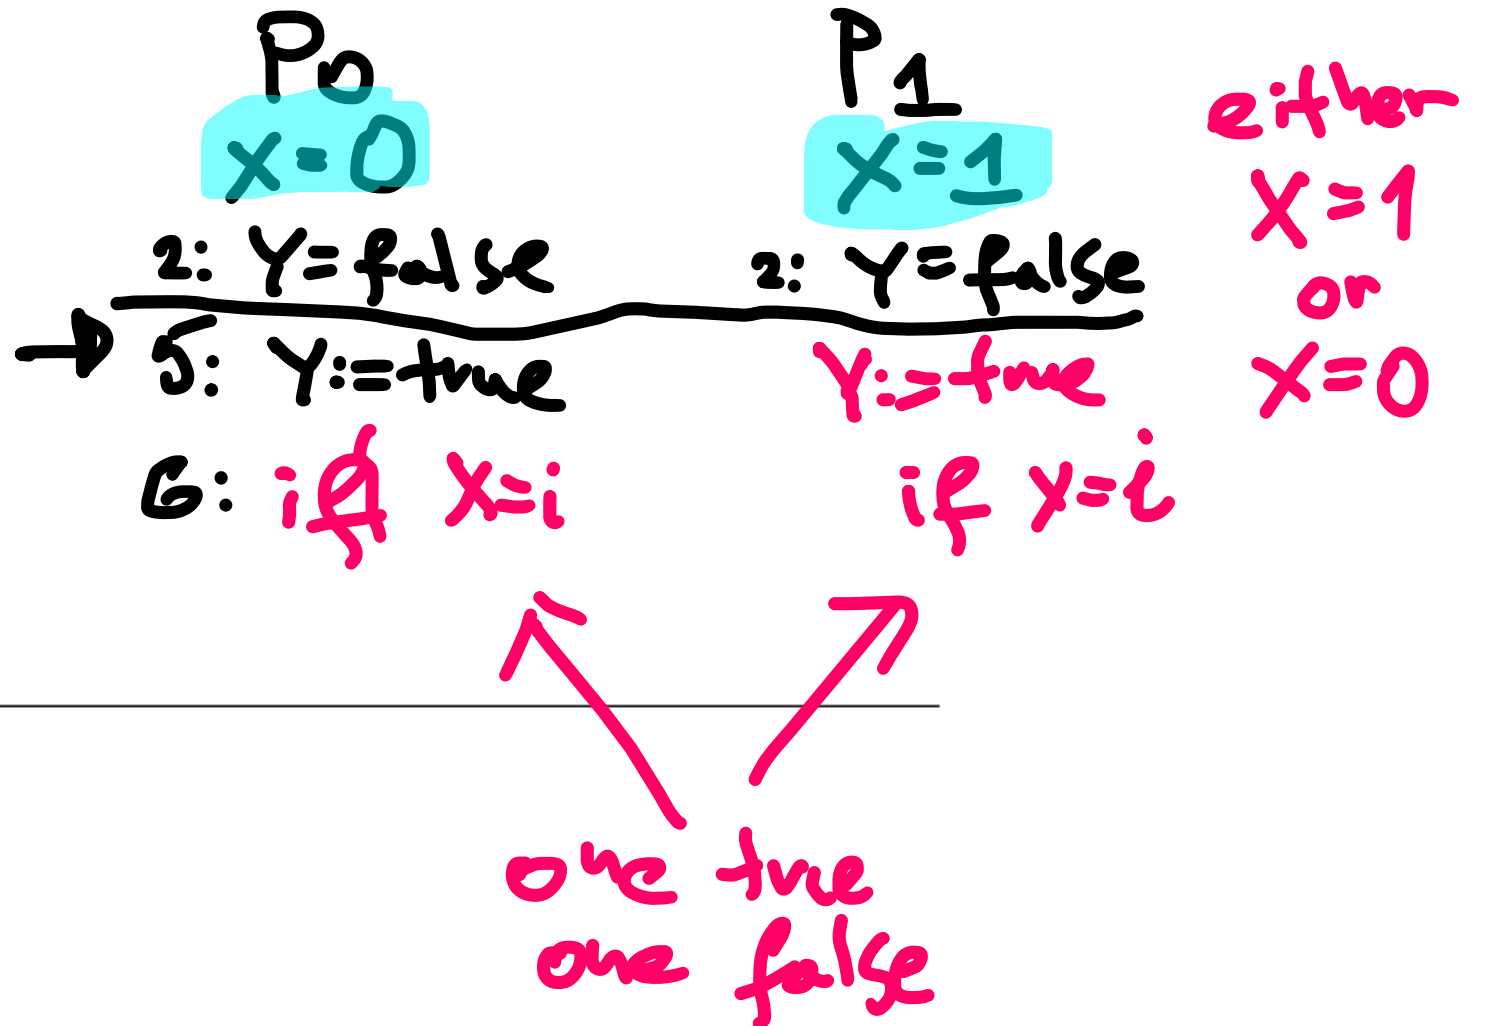 P0
x=0
2: Y=false
5: Y:=true
6: if x=i
P1
x=1
2: Y=false
Y:=true
if x=i
either
x=1
or
x=0
one true
one false